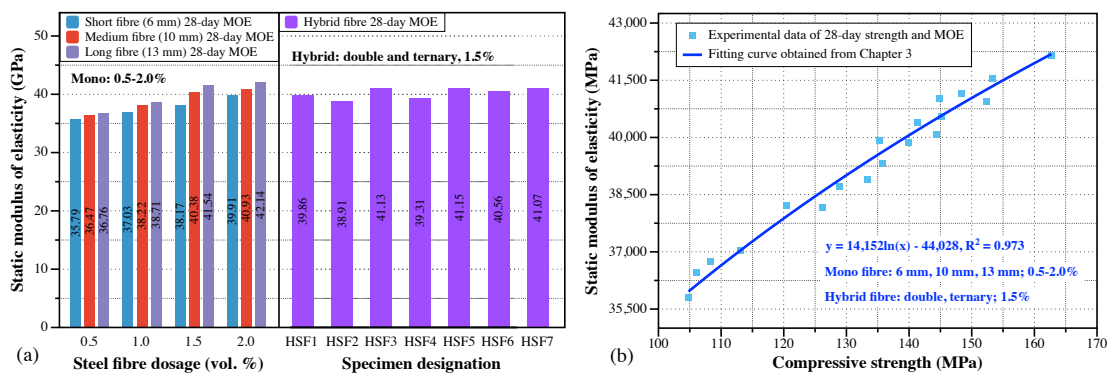 Short fibre (6 mm) 28-day MOE
Medium fibre (10 mm) 28-day MOE
Long fibre (13 mm) 28-day MOE
Hybrid fibre 28-day MOE
Mono: 0.5-2.0%
Hybrid: double and ternary, 1.5%
Static modulus of elasticity (GPa)
50
40
30
20
10
0
35.79
36.47
36.76
37.03
38.22
38.71
38.17
40.38
41.54
39.91
40.93
42.14
39.86
38.91
41.13
39.31
41.15
40.56
41.07
0.5 1.0 1.5 2.0 HSF1 HSF2 HSF3 HSF4 HSF5 HSF6 HSF7
(a) Steel fibre dosage (vol. %) Specimen designation
Static modulus of elasticity (MPa)
43,000
41,500
40,000
38,500
37,000
35,500
Experimental data of 28-day strength and MOE
Fitting curve obtained from Chapter 3
y = 14,152ln(x) - 44,028, R² = 0.973
Mono fibre: 6 mm, 10 mm, 13 mm; 0.5-2.0%
Hybrid fibre: double, ternary; 1.5%
100 110 120 130 140 150 160 170
(b) Compressive strength (MPa)